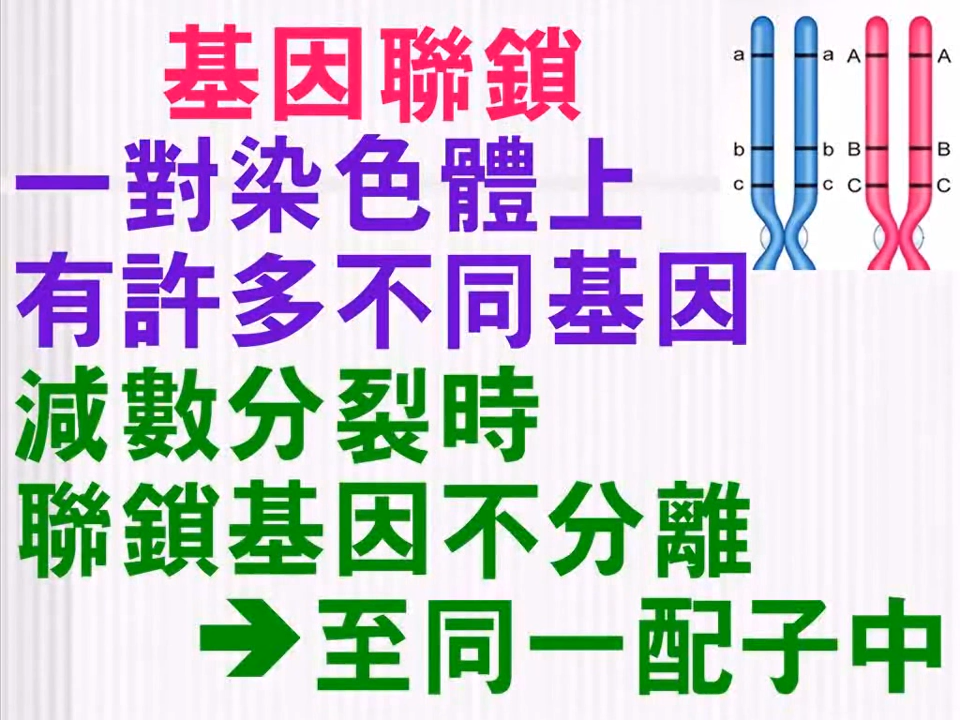 基因聯鎖
一對染色體上
有許多不同基因
減數分裂時
聯鎖基因不分離
➔至同一配子中
a a A A
b b B B
c c C C